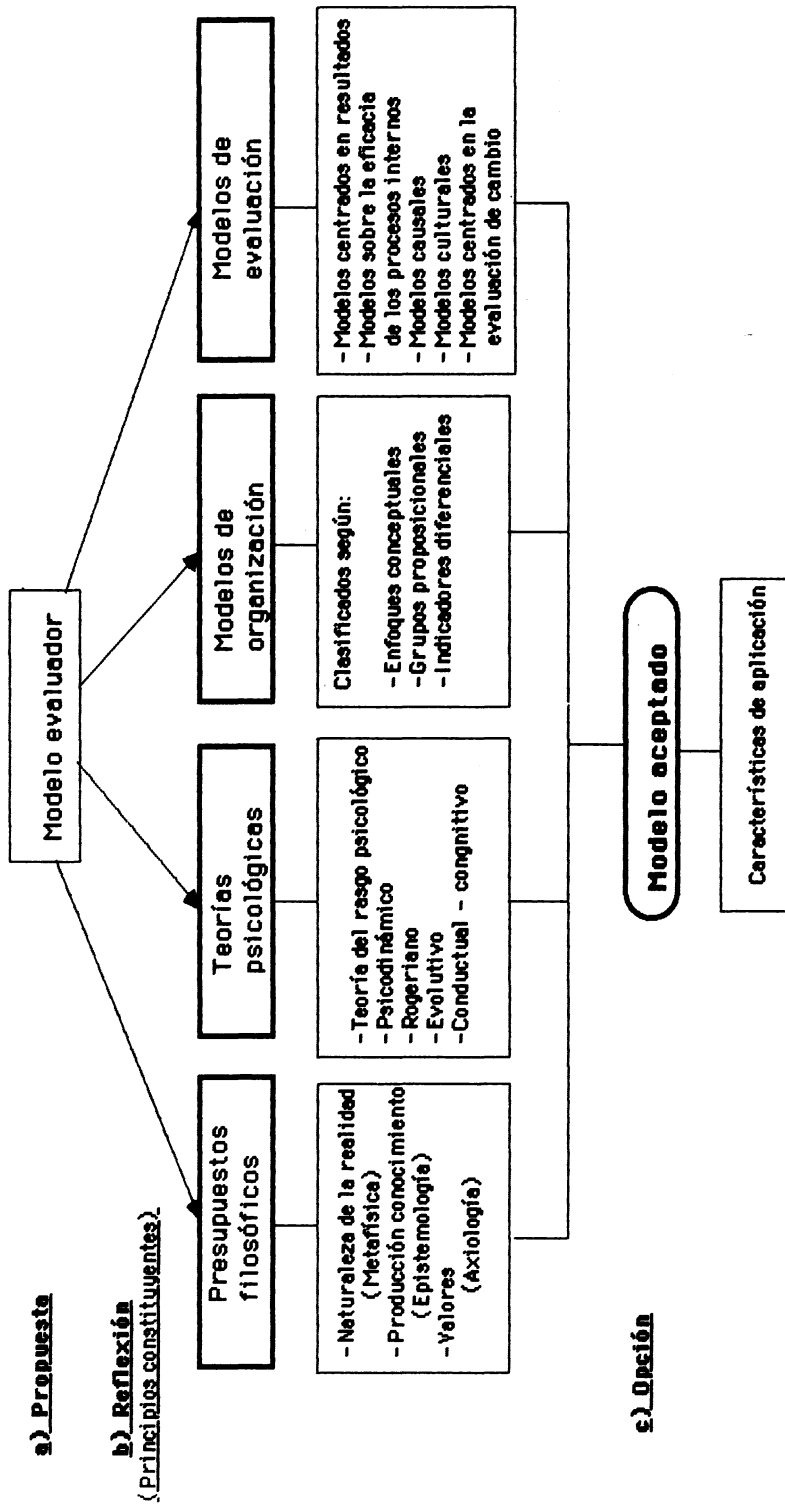 a) Propuesta
Modelo evaluador
b) Reflexión
(Principios constituyentes)
Presupuestos
filosóficos
Teorías
psicológicas
Modelos de
organización
Modelos de
evaluación
-Naturaleza de la realidad
(Metafísica)
-Producción conocimiento
(Epistemología)
-Valores
(Axiología)
-Teoría del rasgo psicológico
-Psicodinámico
-Rogeriano
-Evolutivo
-Conductual - congnitivo
Clasificados según:
-Enfoques conceptuales
-Grupos proposicionales
-Indicadores diferenciales
-Modelos centrados en resultados
-Modelos sobre la eficacia
de los procesos internos
-Modelos causales
-Modelos culturales
-Modelos centrados en la
evaluación de cambio
c) Opción
Modelo aceptado
Características de aplicación